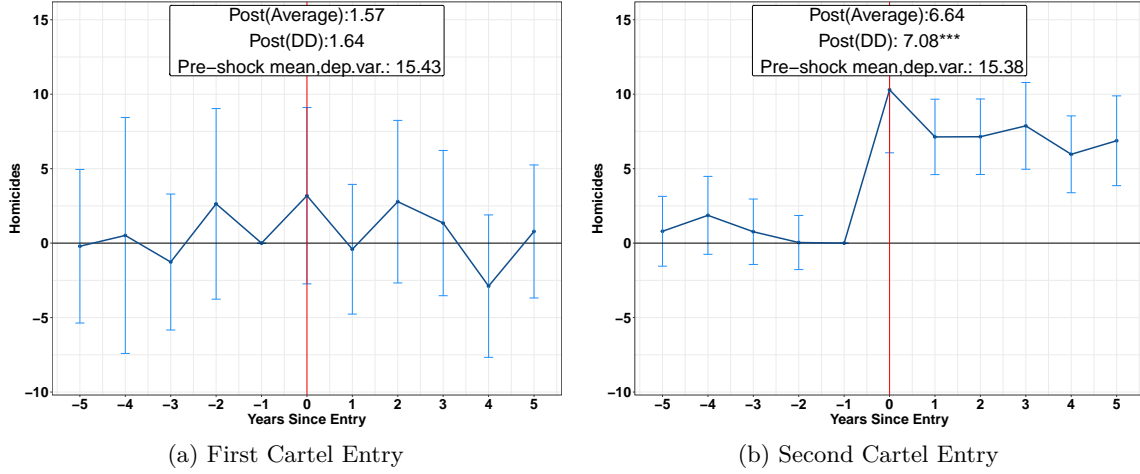 Post(Average):1.57
Post(DD):1.64
Pre−shock mean,dep.var.: 15.43
15
10
5
0
−5
−10
Homicides
−5 −4 −3 −2 −1 0 1 2 3 4 5
Years Since Entry
(a) First Cartel Entry
Post(Average):6.64
Post(DD): 7.08***
Pre−shock mean,dep.var.: 15.38
15
10
5
0
−5
−10
Homicides
−5 −4 −3 −2 −1 0 1 2 3 4 5
Years Since Entry
(b) Second Cartel Entry